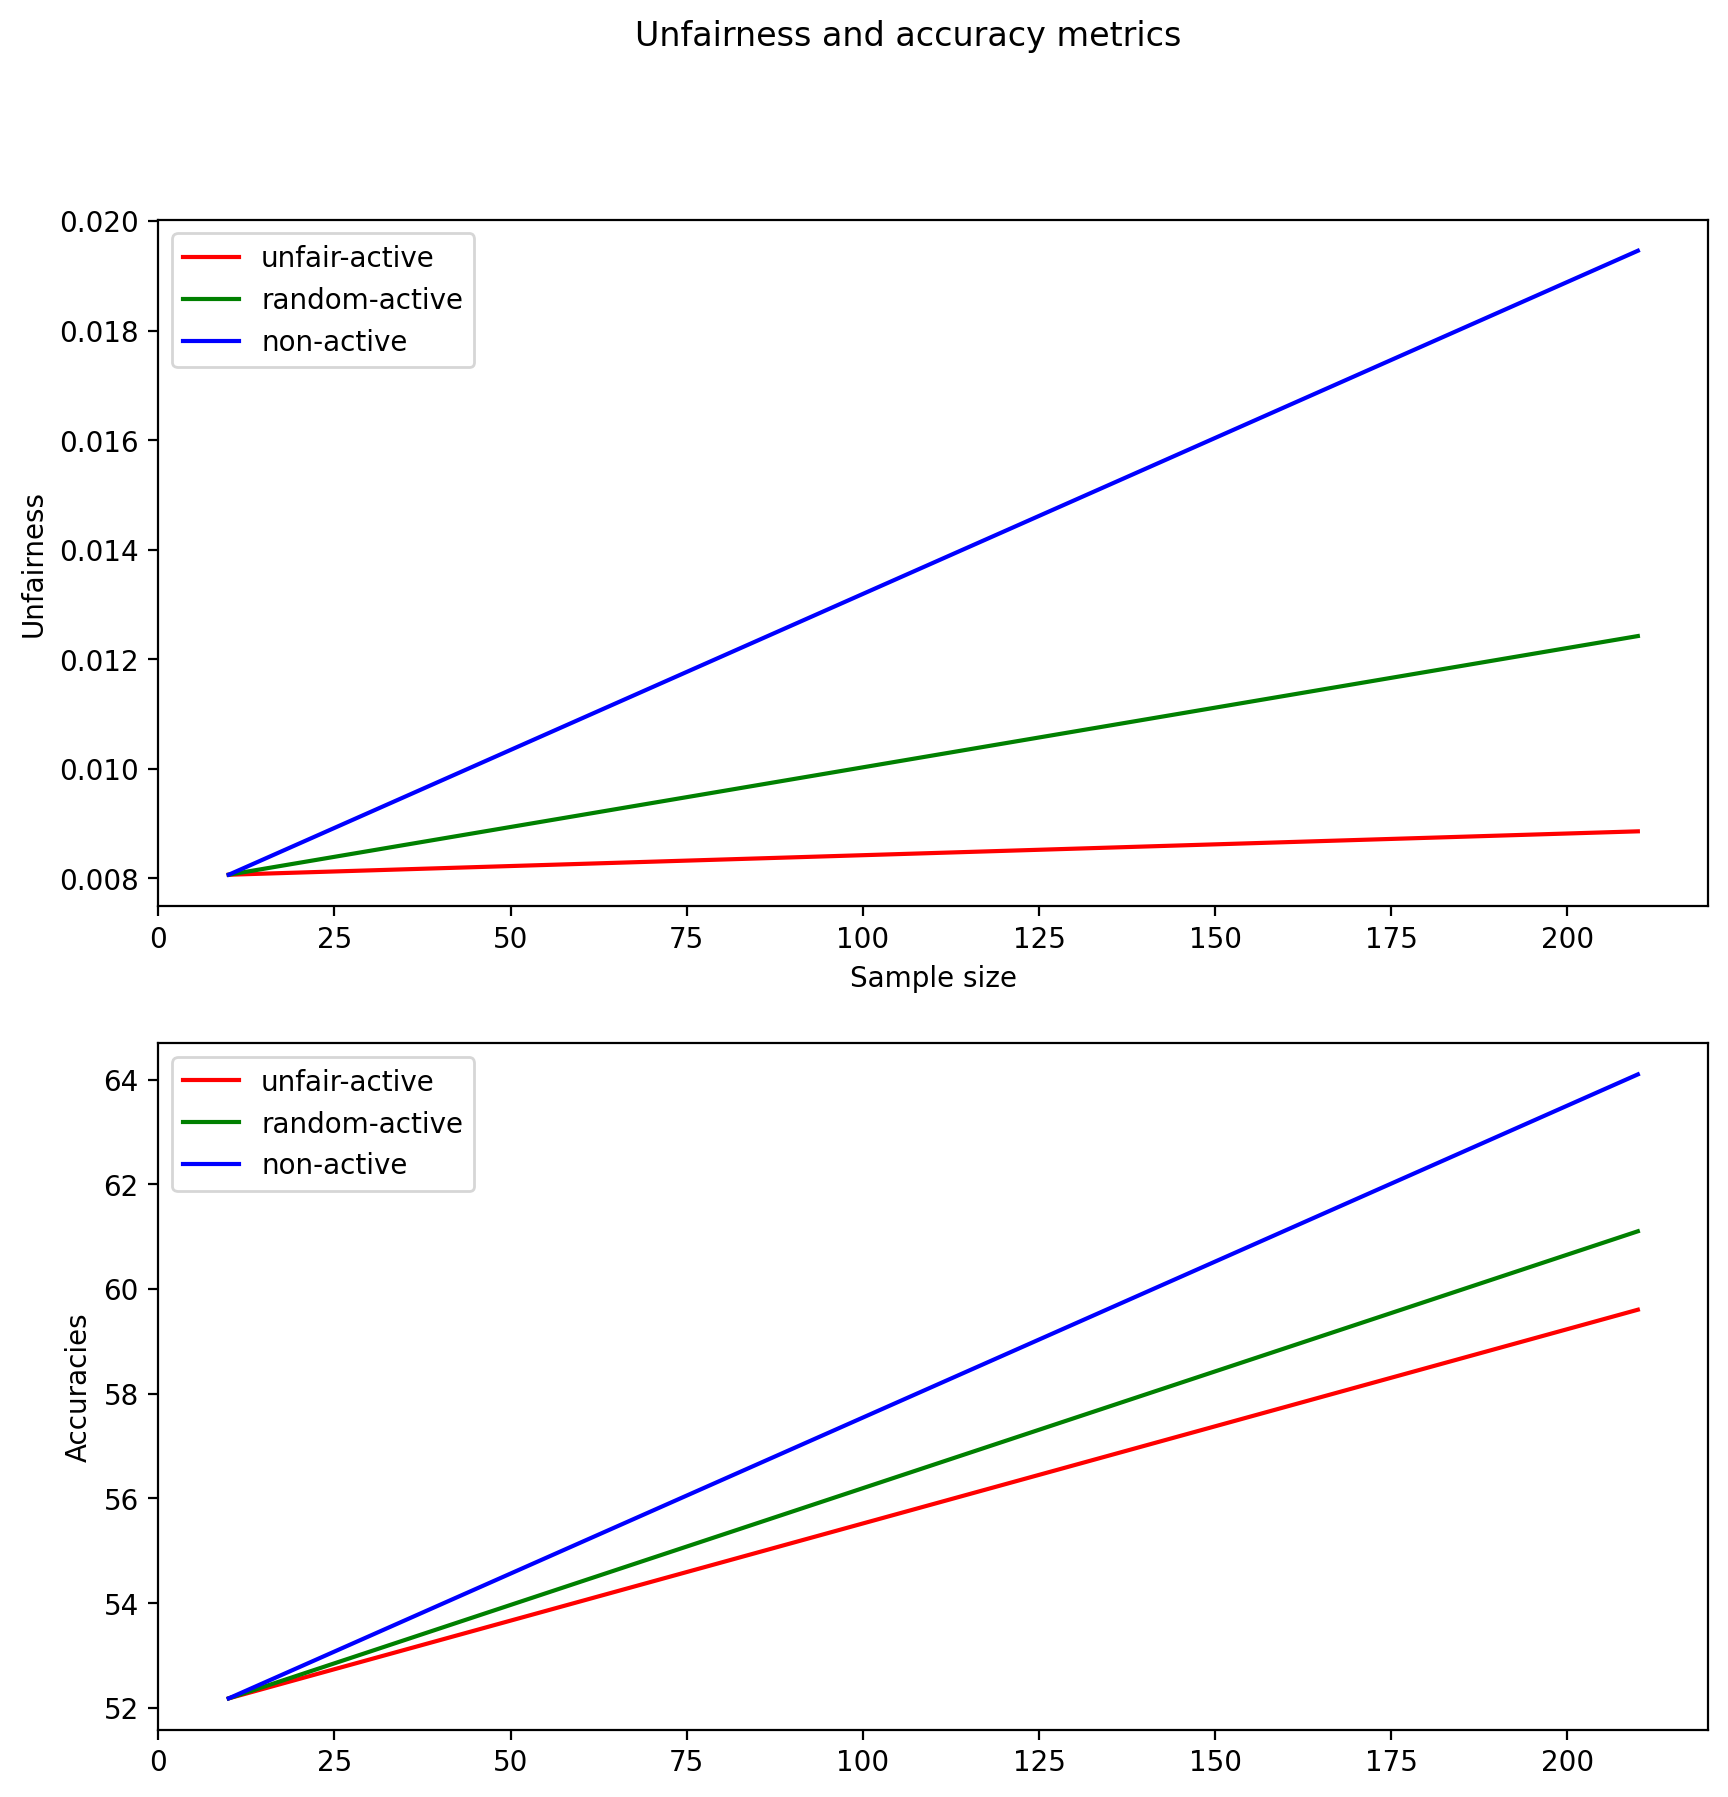 Unfairness and accuracy metrics
0.020
0.018
0.016
0.014
0.012
0.010
0.008
Unfairness
unfair-active
random-active
non-active
0 25 50 75 100 125 150 175 200
Sample size
64
62
60
58
56
54
52
Accuracies
unfair-active
random-active
non-active
0 25 50 75 100 125 150 175 200